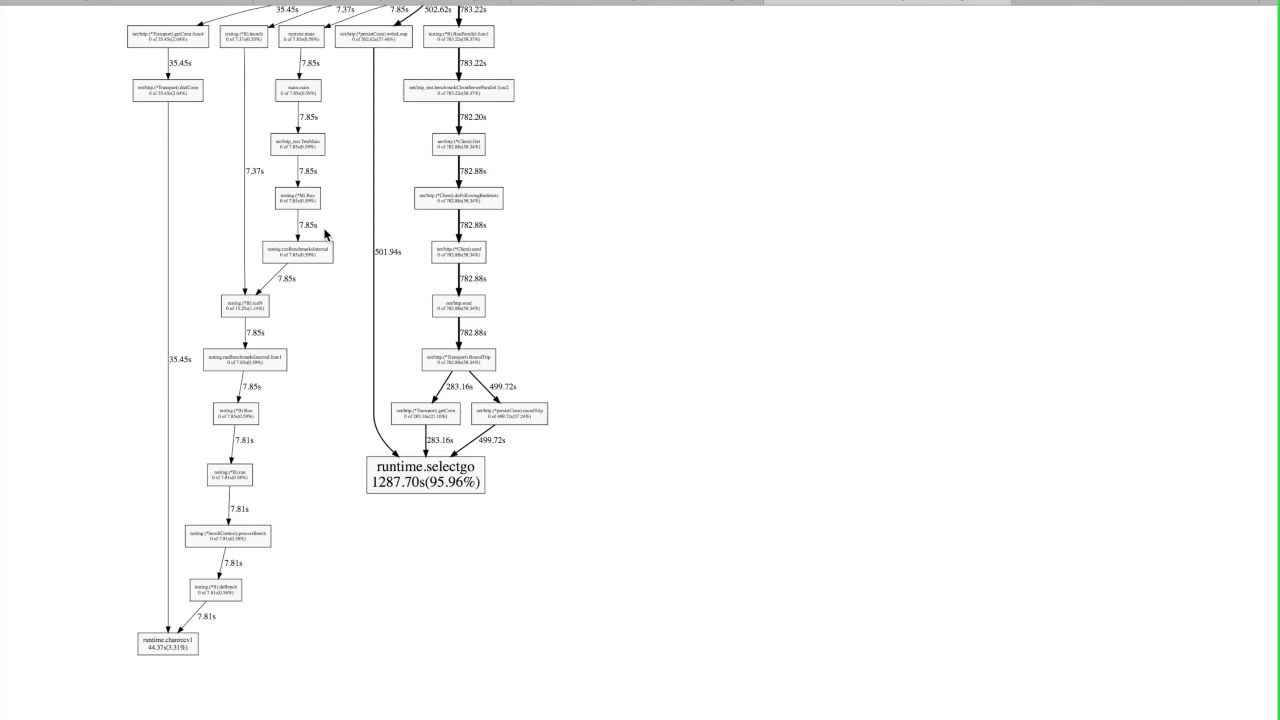 35.45s
7.37s
7.85s
502.62s
783.22s
net/http.(*Transport).getConn.func4
0 of 35.45s(2.64%)
testing.(*B).launch
0 of 7.37s(0.55%)
runtime.main
0 of 7.85s(0.59%)
net/http.(*persistConn).writeLoop
0 of 502.62s(37.46%)
testing.(*B).RunParallel.func1
0 of 783.22s(58.37%)
35.45s
7.85s
783.22s
net/http.(*Transport).dialConn
0 of 35.45s(2.64%)
main.main
0 of 7.85s(0.59%)
net/http_test.benchmarkClientServerParallel.func2
0 of 783.22s(58.37%)
7.85s
782.20s
net/http_test.TestMain
0 of 7.85s(0.59%)
net/http.(*Client).Get
0 of 782.88s(58.34%)
7.37s
7.85s
782.88s
testing.(*M).Run
0 of 7.85s(0.59%)
net/http.(*Client).doFollowingRedirects
0 of 782.88s(58.34%)
7.85s
782.88s
testing.runBenchmarksInternal
0 of 7.85s(0.59%)
501.94s
net/http.(*Client).send
0 of 782.88s(58.34%)
7.85s
782.88s
testing.(*B).runN
0 of 15.25s(1.14%)
net/http.send
0 of 782.88s(58.34%)
7.85s
782.88s
35.45s
testing.runBenchmarksInternal.func1
0 of 7.85s(0.59%)
net/http.(*Transport).RoundTrip
0 of 782.88s(58.34%)
7.85s
283.16s
499.72s
testing.(*B).Run
0 of 7.85s(0.59%)
net/http.(*Transport).getConn
0 of 283.16s(21.10%)
net/http.(*persistConn).roundTrip
0 of 499.72s(37.24%)
7.81s
283.16s
499.72s
testing.(*B).run
0 of 7.81s(0.58%)
runtime.selectgo
1287.70s(95.96%)
7.81s
testing.(*benchContext).processBench
0 of 7.81s(0.58%)
7.81s
testing.(*B).doBench
0 of 7.81s(0.58%)
7.81s
runtime.chanrecv1
44.37s(3.31%)